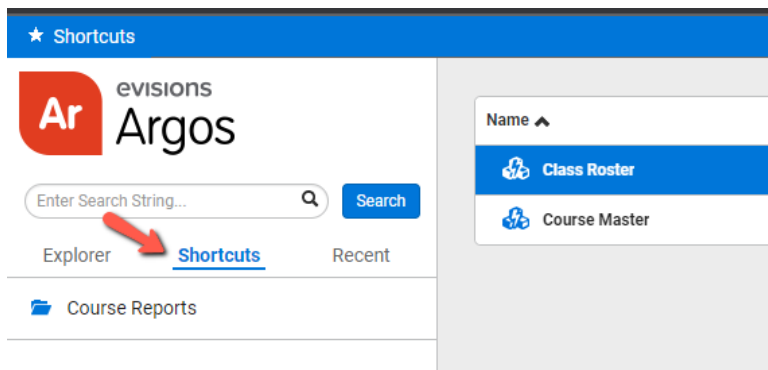 ★ Shortcuts
Ar
evisions
Argos
Enter Search String...
Search
Explorer Shortcuts Recent
Course Reports
Name
Class Roster
Course Master